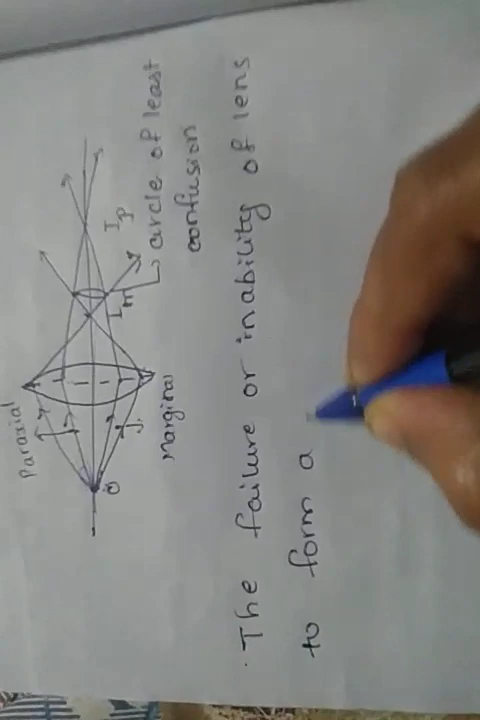 Paraxial
O
Marginal
Im
Ip
circle of least
confusion
. The failure or inability of lens
to form a